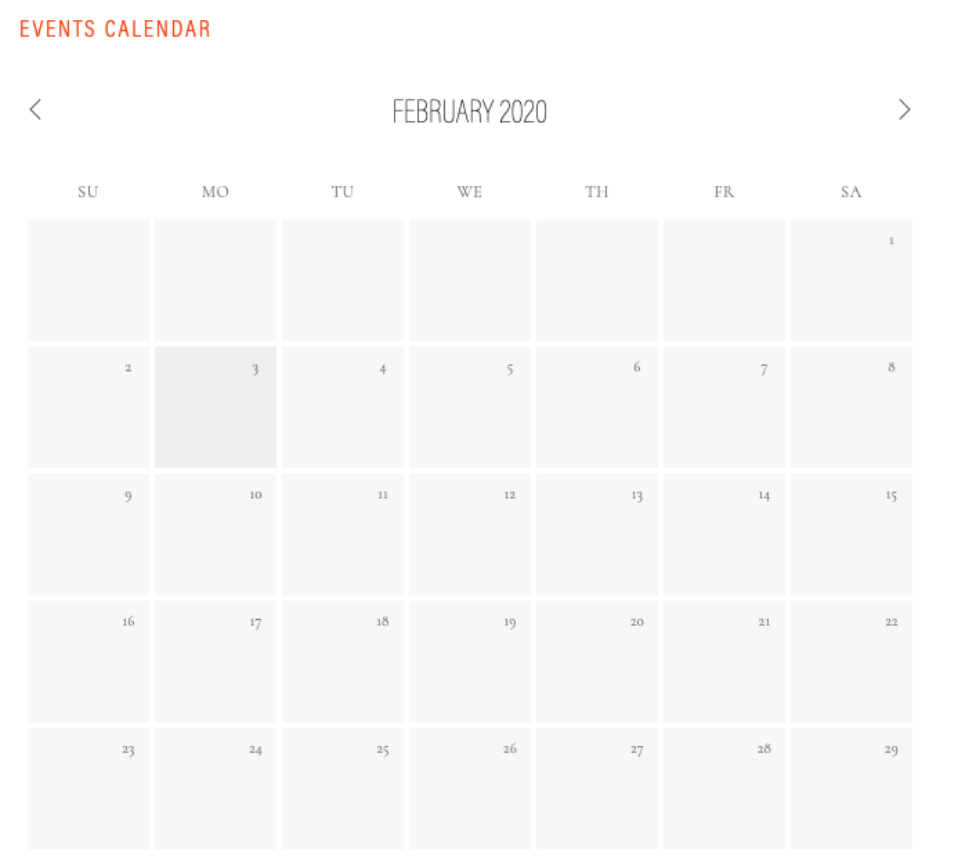 EVENTS CALENDAR
FEBRUARY 2020
SU MO TU WE TH FR SA
1
2 3 4 5 6 7 8
9 10 11 12 13 14 15
16 17 18 19 20 21 22
23 24 25 26 27 28 29